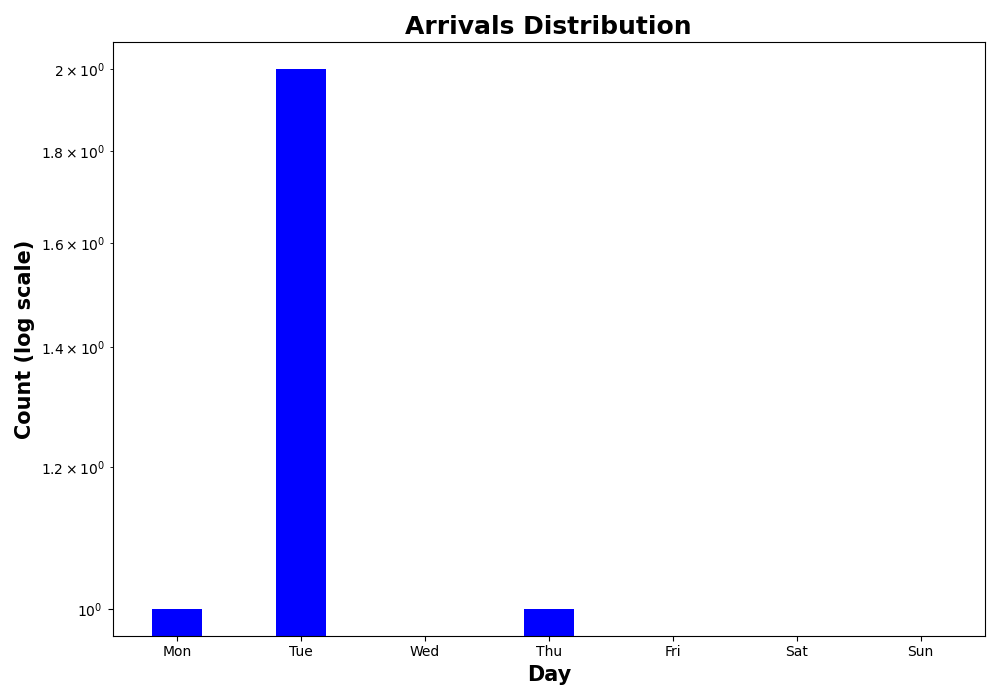 Arrivals Distribution
2 × 10⁰
1.8 × 10⁰
1.6 × 10⁰
1.4 × 10⁰
1.2 × 10⁰
10⁰
Count (log scale)
Mon Tue Wed Thu Fri Sat Sun
Day